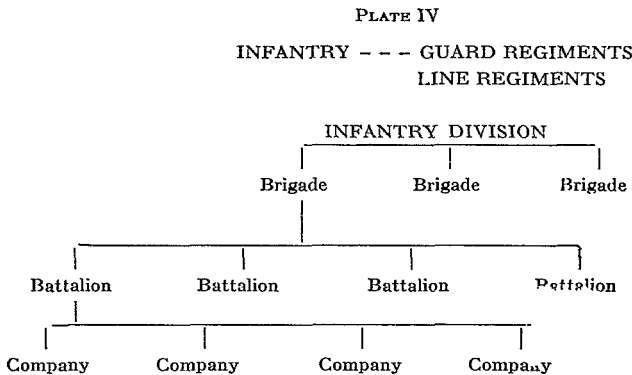 PLATE IV
INFANTRY - - - GUARD REGIMENTS
LINE REGIMENTS
INFANTRY DIVISION
Brigade Brigade Brigade
Battalion Battalion Battalion Battalion
Company Company Company Company